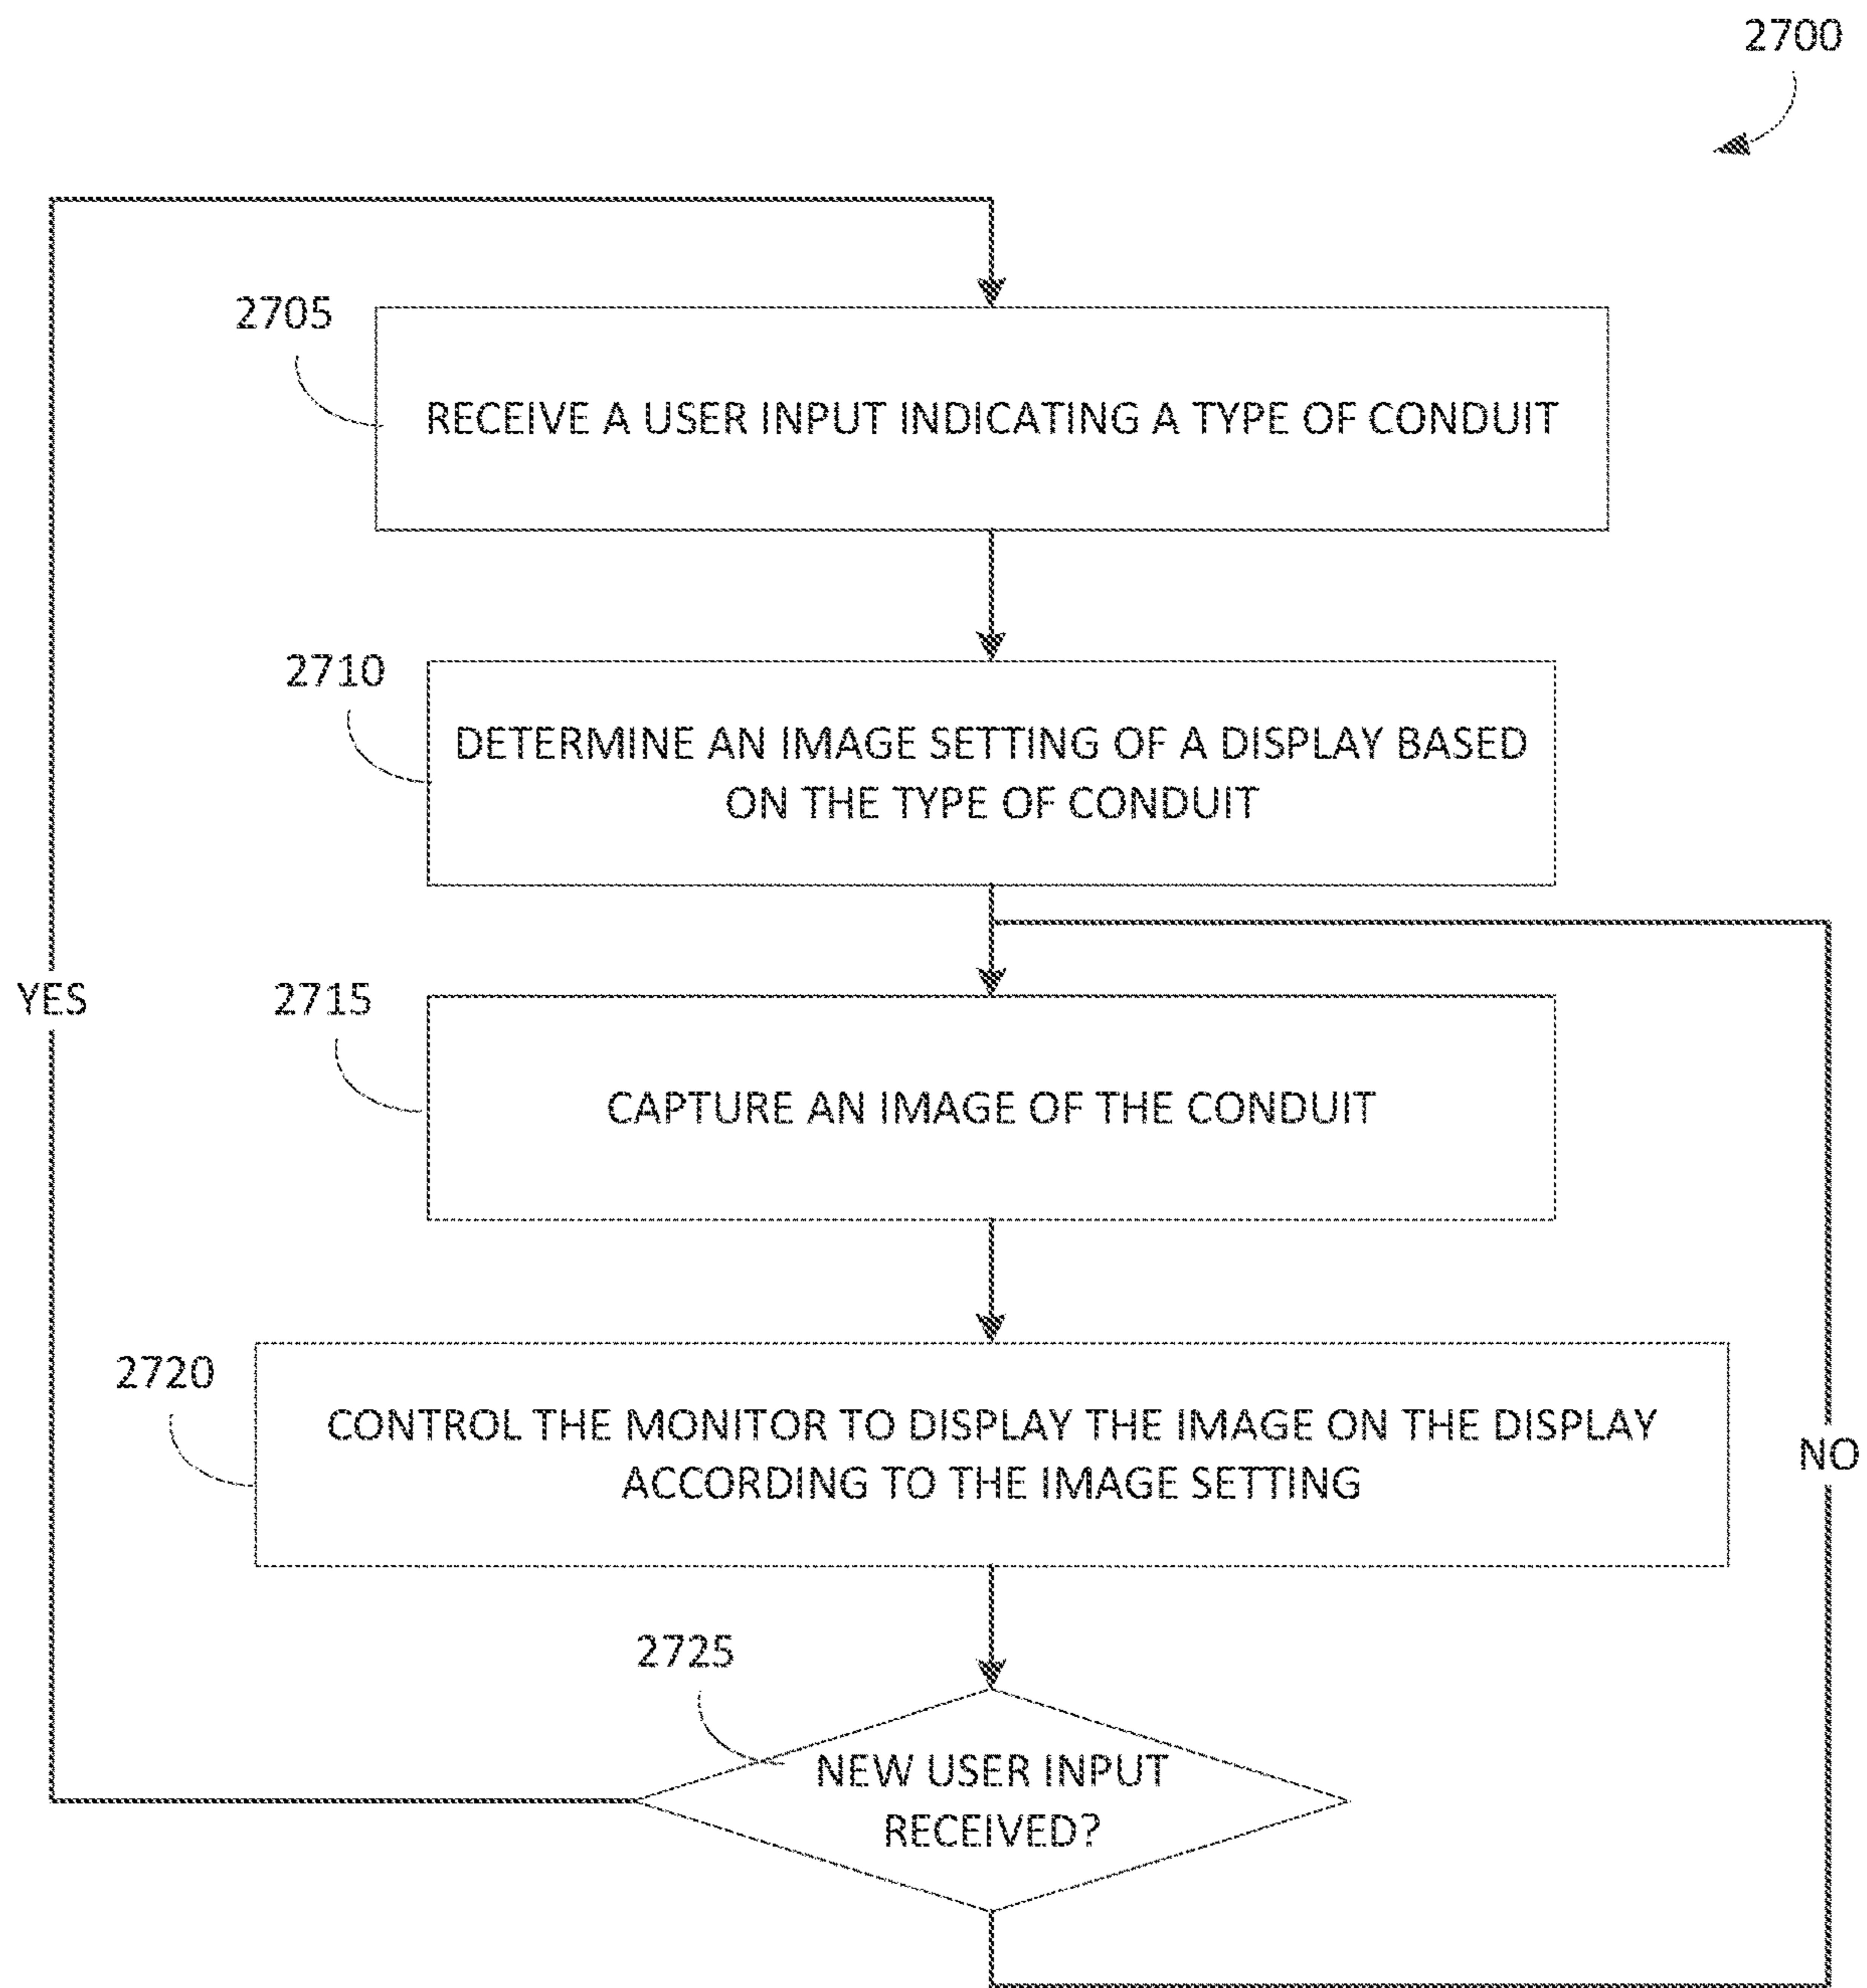 2700
2705
RECEIVE A USER INPUT INDICATING A TYPE OF CONDUIT
2710
DETERMINE AN IMAGE SETTING OF A DISPLAY BASED
ON THE TYPE OF CONDUIT
YES
2715
CAPTURE AN IMAGE OF THE CONDUIT
2720
CONTROL THE MONITOR TO DISPLAY THE IMAGE ON THE DISPLAY
ACCORDING TO THE IMAGE SETTING
NO
2725
NEW USER INPUT
RECEIVED?